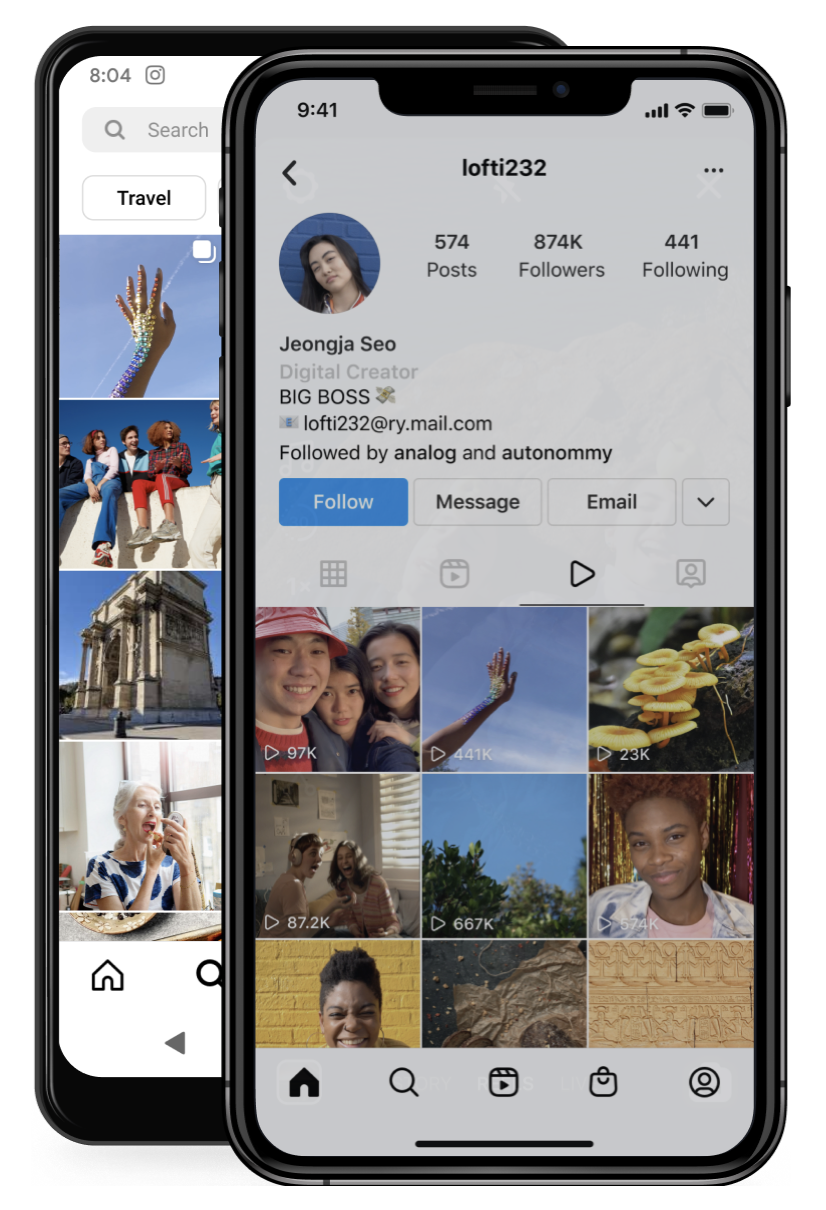 8:04
Search
Travel
9:41
lofti232
574 874K 441
Posts Followers Following
Jeongja Seo
Digital Creator
BIG BOSS 💸
📧 lofti232@ry.mail.com
Followed by analog and autonommy
Follow Message Email
97K 441K 23K
87.2K 667K 574K